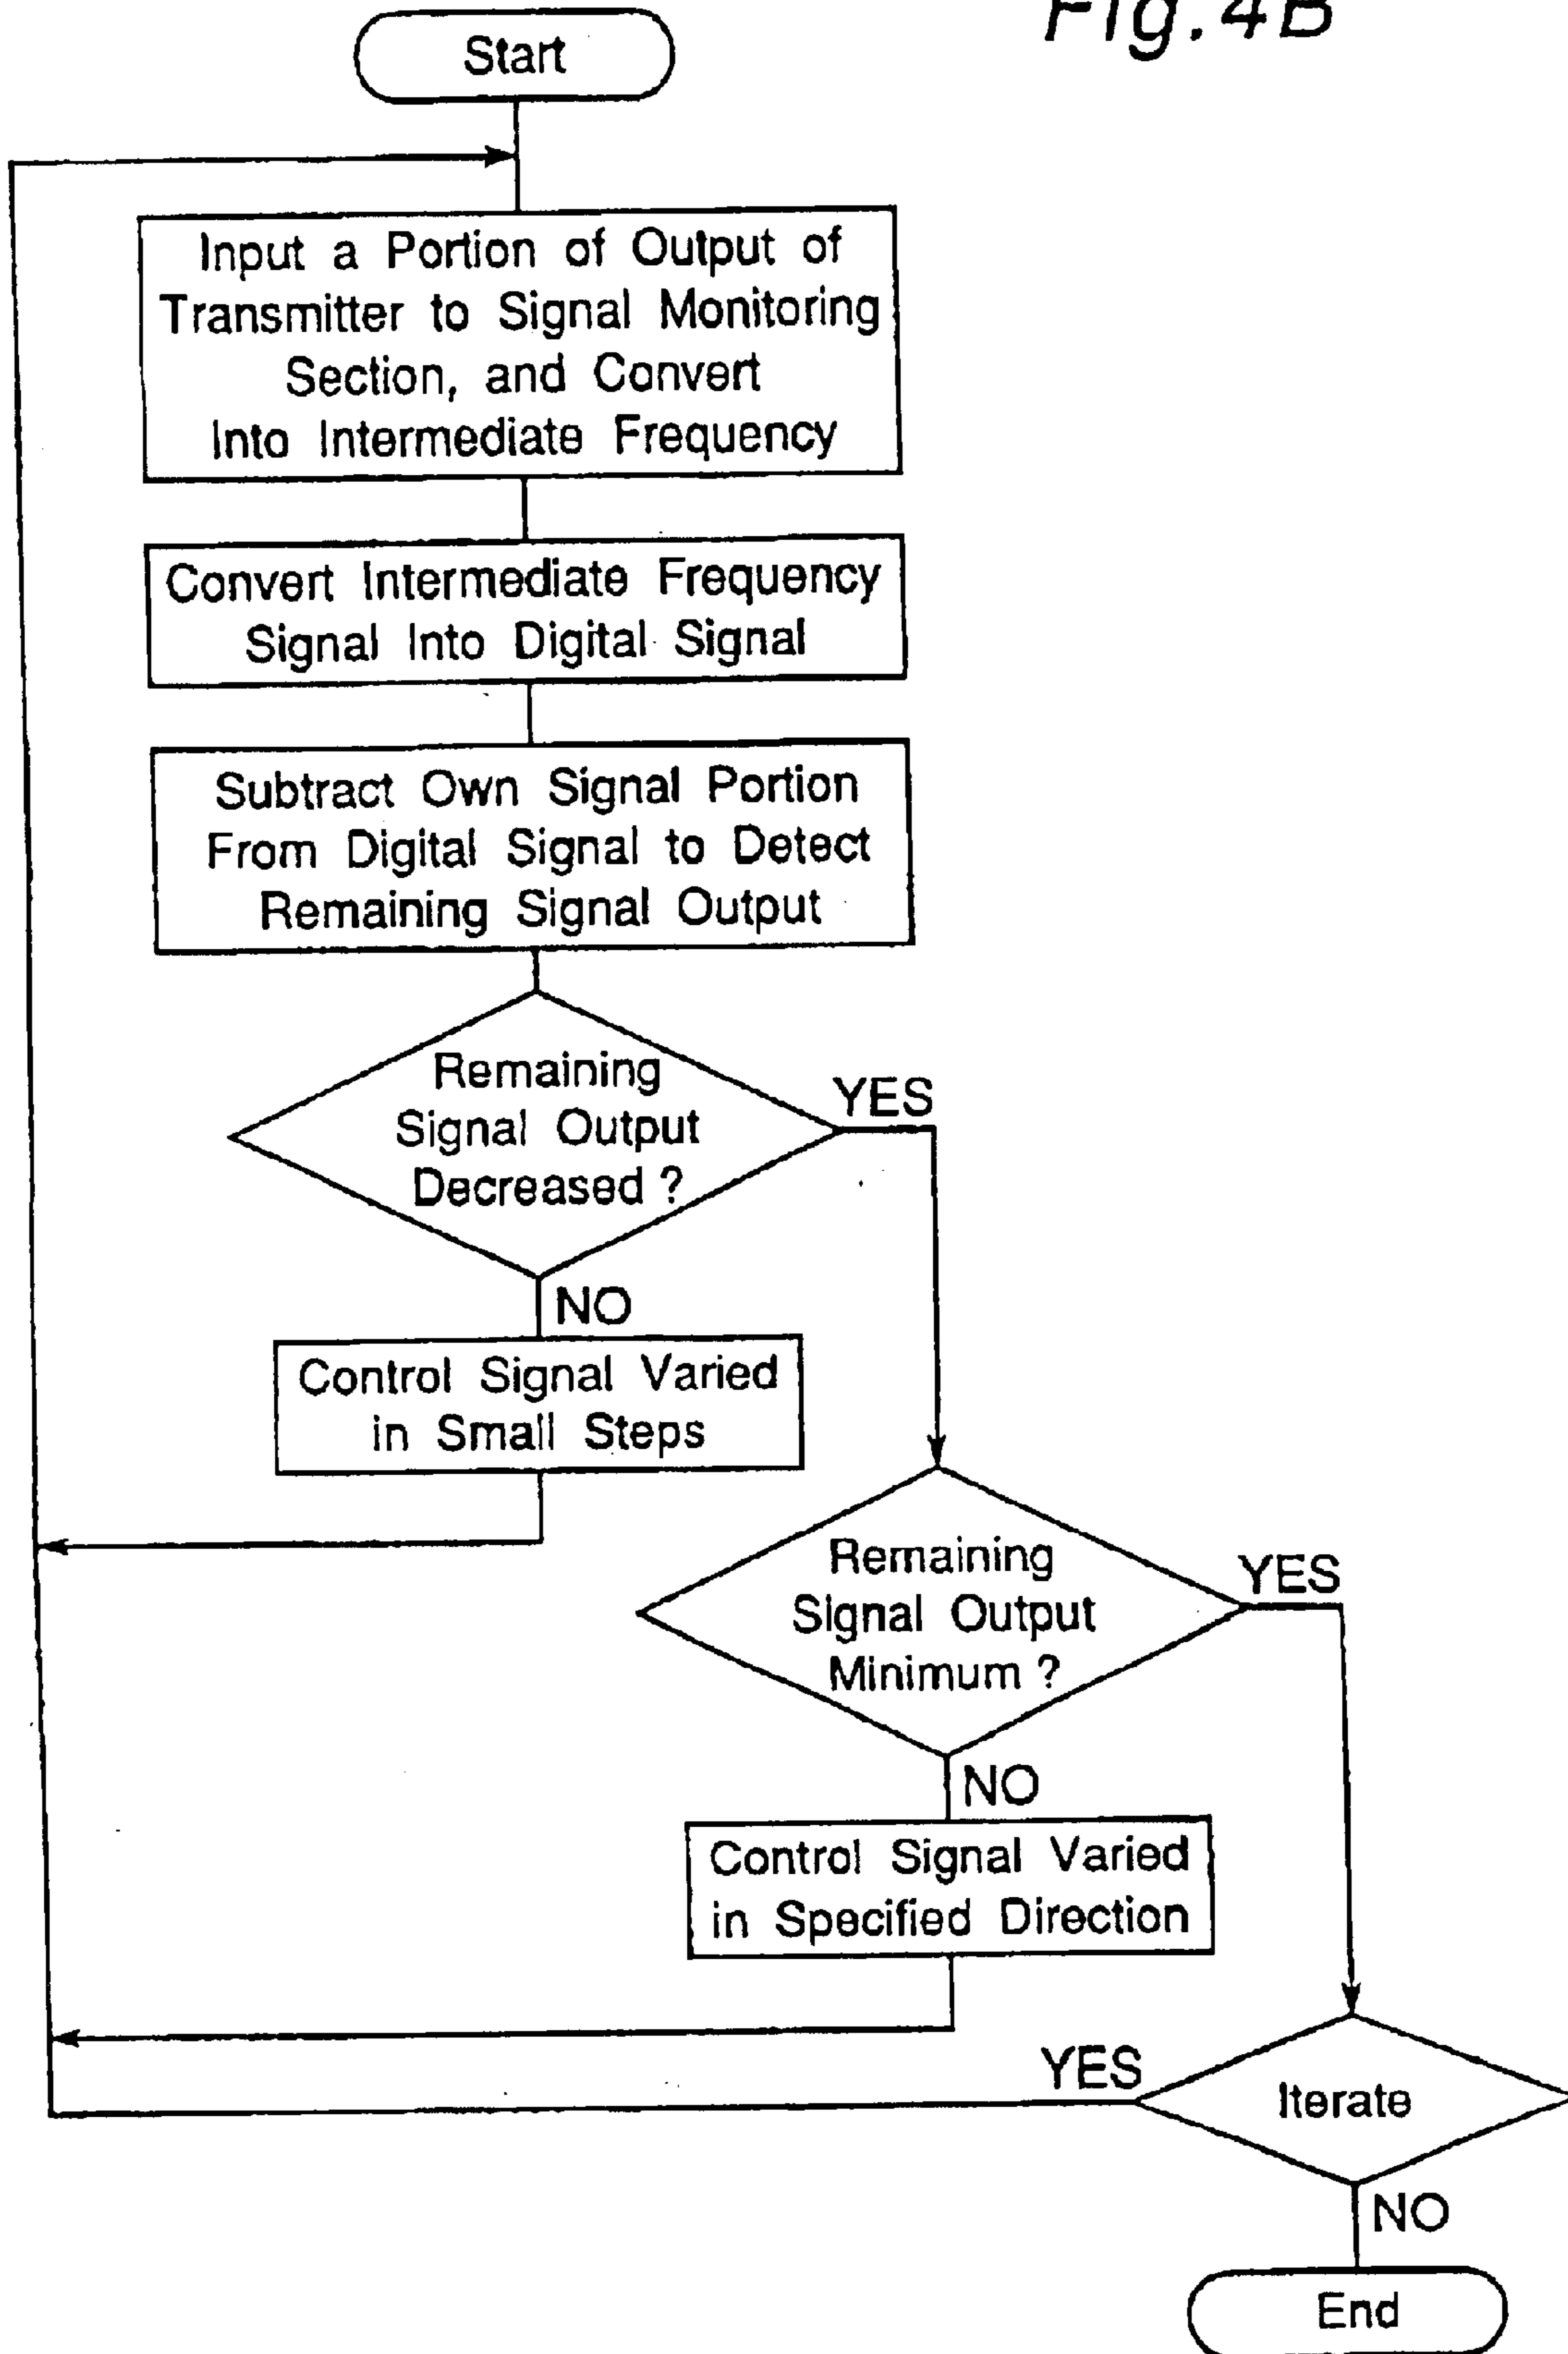 Fig.4B
Start
Input a Portion of Output of
Transmitter to Signal Monitoring
Section, and Convert
Into Intermediate Frequency
Convert Intermediate Frequency
Signal Into Digital Signal
Subtract Own Signal Portion
From Digital Signal to Detect
Remaining Signal Output
Remaining
Signal Output
Decreased ?
YES
NO
Control Signal Varied
in Small Steps
Remaining
Signal Output
Minimum ?
YES
NO
Control Signal Varied
in Specified Direction
YES
Iterate
NO
End